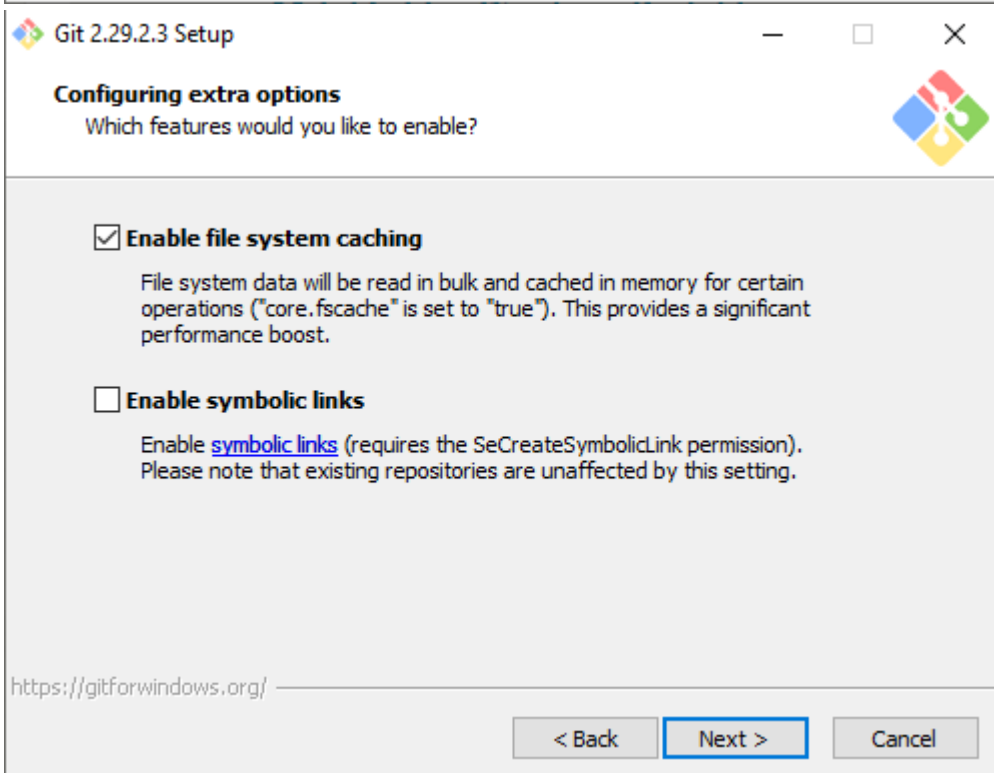 Git 2.29.2.3 Setup
Configuring extra options
Which features would you like to enable?
Enable file system caching
File system data will be read in bulk and cached in memory for certain
operations ("core.fscache" is set to "true"). This provides a significant
performance boost.
Enable symbolic links
Enable symbolic links (requires the SeCreateSymbolicLink permission).
Please note that existing repositories are unaffected by this setting.
https://gitforwindows.org/
< Back
Next >
Cancel